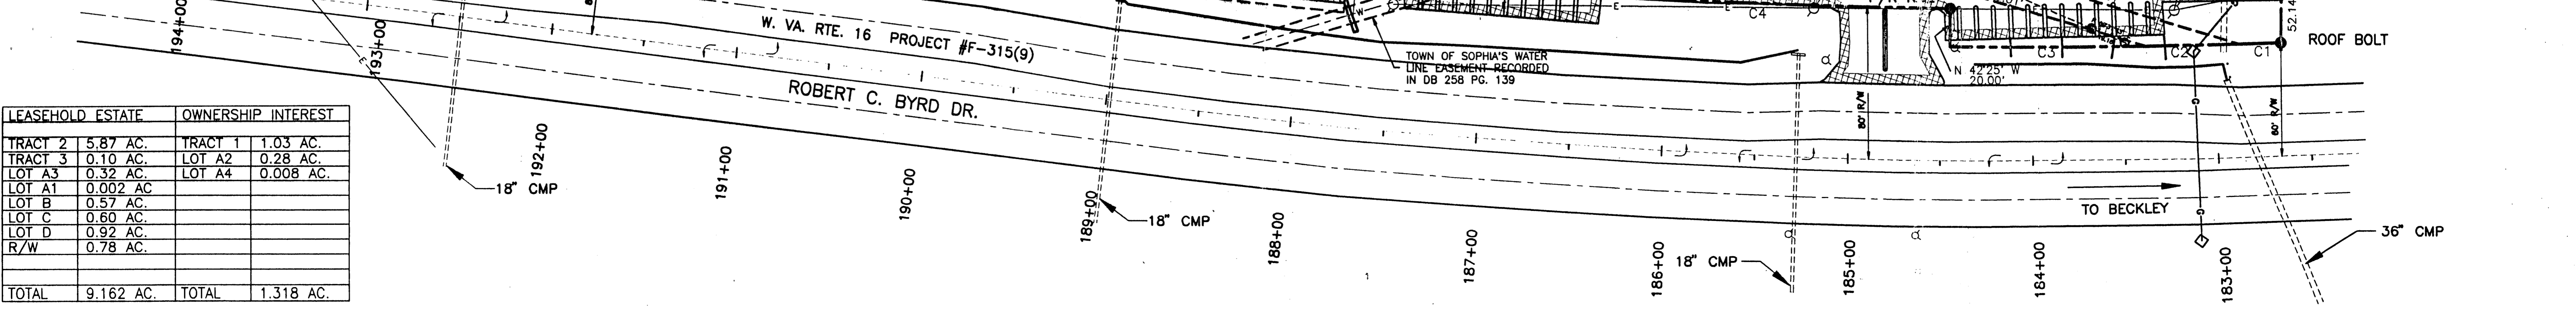 194+00
193+00
E
W. VA. RTE. 16 PROJECT #F-315(9)
ROBERT C. BYRD DR.
W
TOWN OF SOPHIA'S WATER
LINE EASEMENT RECORDED
IN DB 258 PG. 139
E
E
C4
N 42°25' W
20.00'
C3
C2
C1
52.14
ROOF BOLT
80' R/W
80' R/W
G
G
TO BECKLEY
LEASEHOLD ESTATE OWNERSHIP INTEREST
TRACT 2 5.87 AC. TRACT 1 1.03 AC.
TRACT 3 0.10 AC. LOT A2 0.28 AC.
LOT A3 0.32 AC. LOT A4 0.008 AC.
LOT A1 0.002 AC
LOT B 0.57 AC.
LOT C 0.60 AC.
LOT D 0.92 AC.
R/W 0.78 AC.
TOTAL 9.162 AC. TOTAL 1.318 AC.
18" CMP
192+00
191+00
190+00
189+00
18" CMP
188+00
187+00
186+00
18" CMP
185+00
184+00
183+00
36" CMP